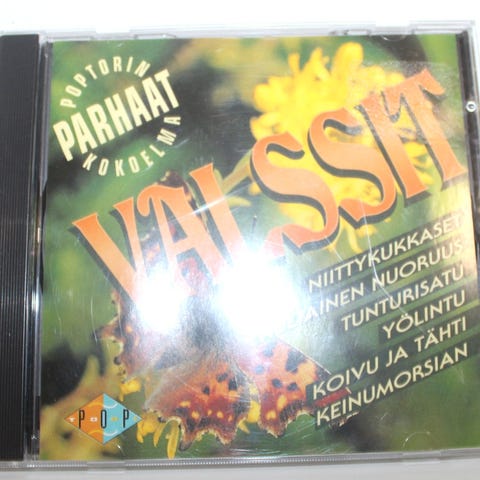 POPTORIN
PARHAAT
KOKOELMA
VALSSIT
NIITTYKUKKASET
NUORUUS
TUNTURISATU
YÖLINTU
KOIVU JA TÄHTI
KEINUMORSIAN
POP